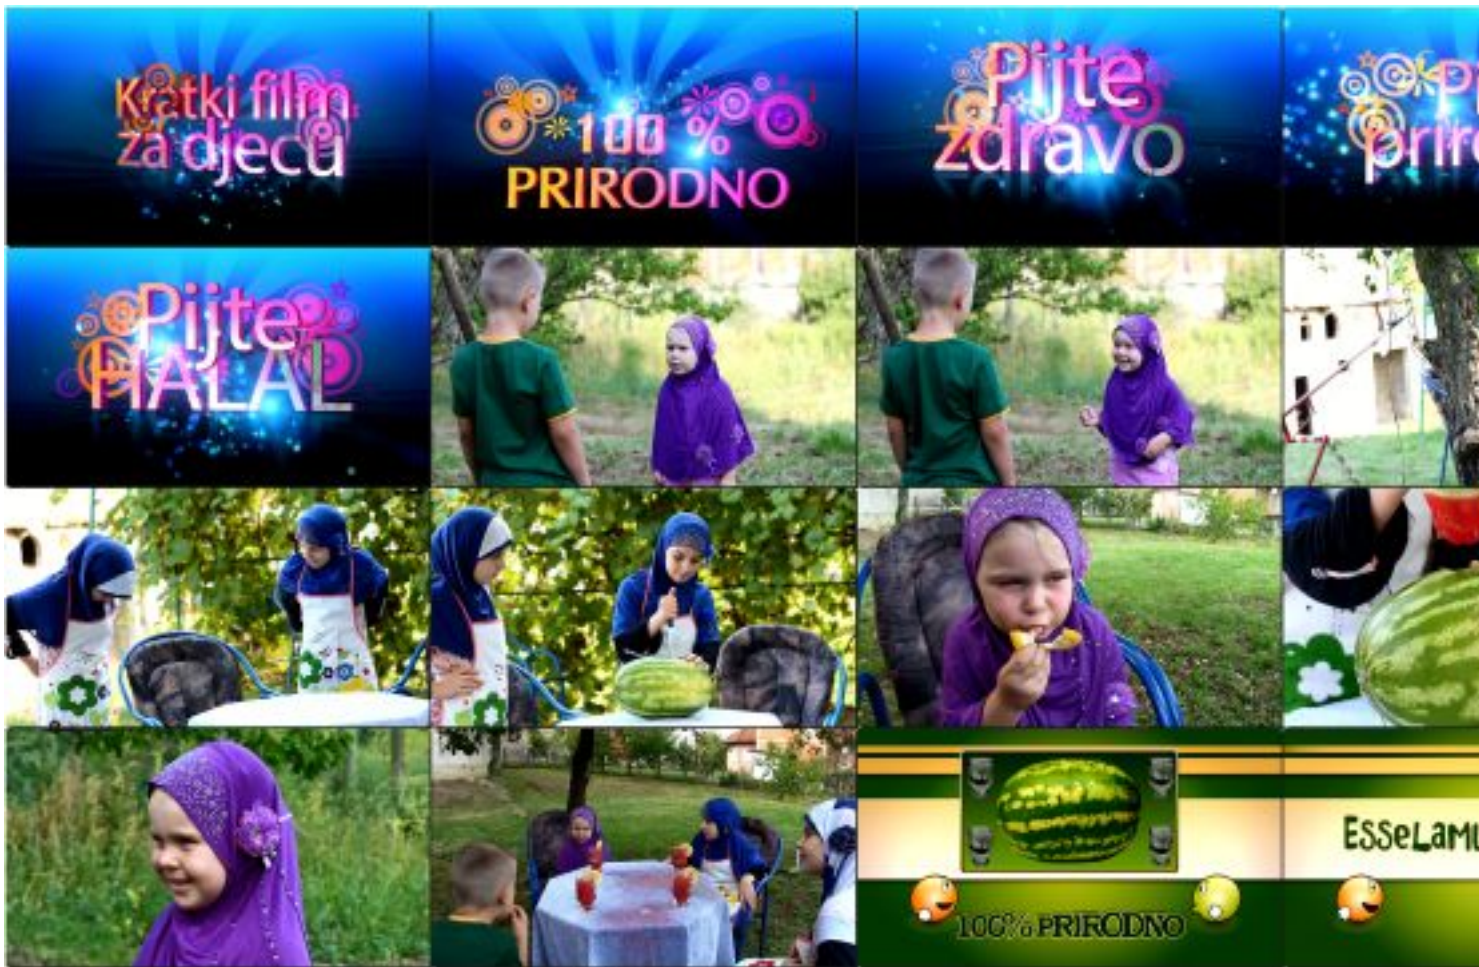 Kratki film
za djecu
100 %
PRIRODNO
Pijte
zdravo
Pijte
HALAL
100% PRIRODNO